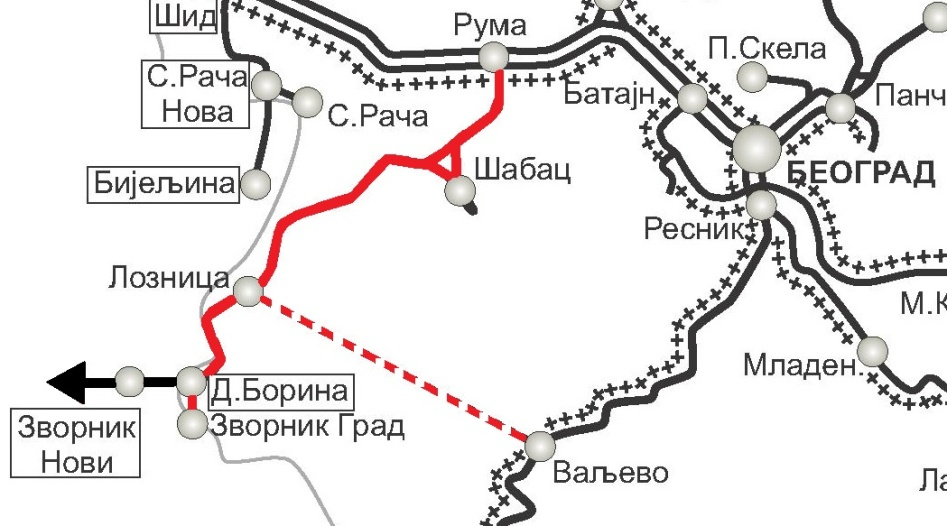 Шид
Рума
П.Скела
С.Рача
Нова
Батајн
Панч
С.Рача
Шабац
БЕОГРАД
Бијељина
Ресник
Лозница
М.К
Младен.
Д.Борина
Зворник Град
Зворник
Нови
Ваљево
Ла